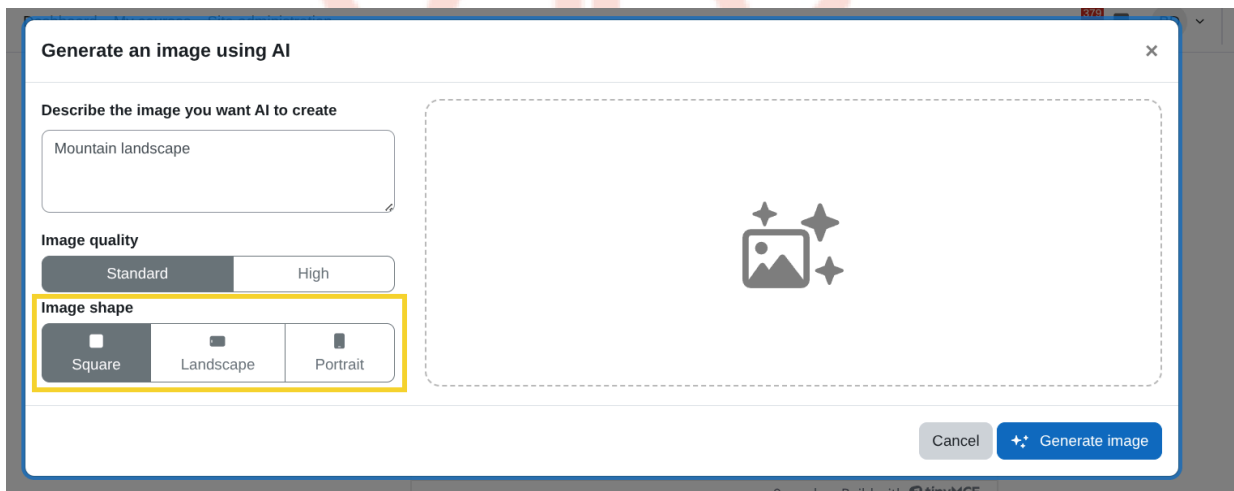 379
Generate an image using AI
×
Describe the image you want AI to create
Mountain landscape
Image quality
Standard High
Image shape
Square Landscape Portrait
Cancel Generate image